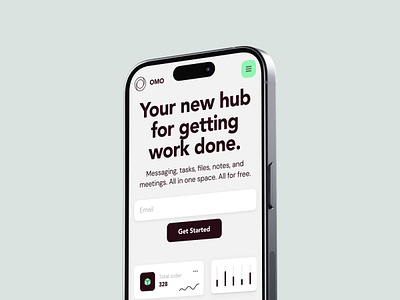 OMO
Your new hub
for getting
work done.
Messaging, tasks, files, notes, and
meetings. All in one space. All for free.
Email
Get Started
Total order
328